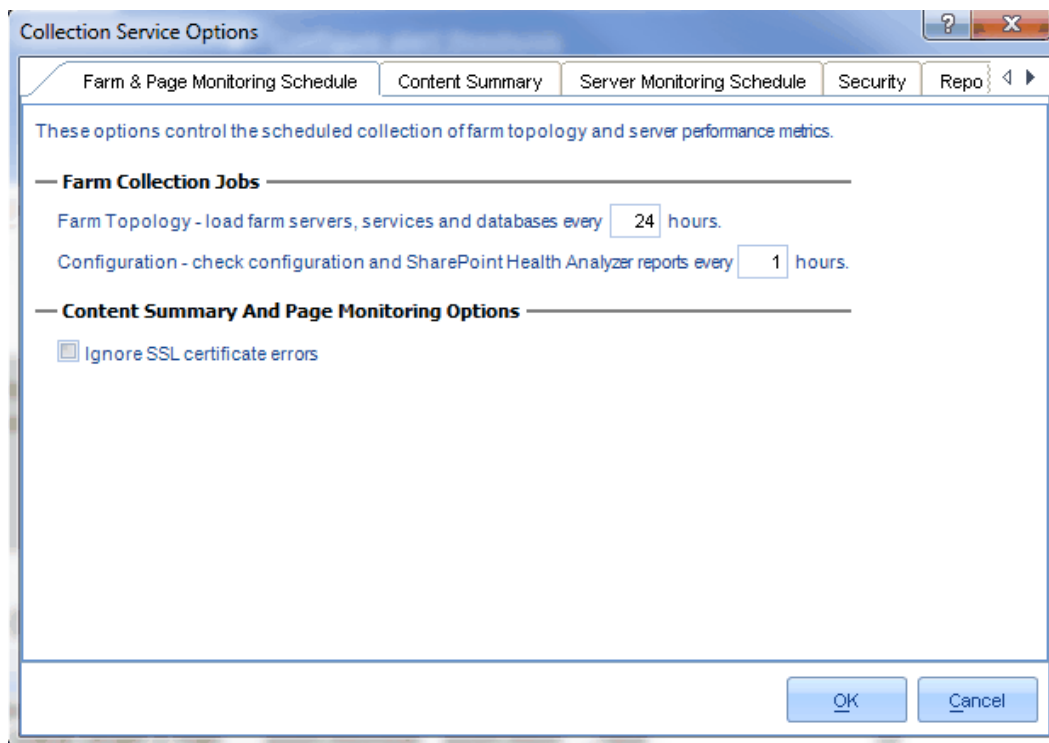 Collection Service Options
?
X
Farm & Page Monitoring Schedule
Content Summary
Server Monitoring Schedule
Security
Repo
These options control the scheduled collection of farm topology and server performance metrics.
Farm Collection Jobs
Farm Topology - load farm servers, services and databases every 24 hours.
Configuration - check configuration and SharePoint Health Analyzer reports every 1 hours.
Content Summary And Page Monitoring Options
Ignore SSL certificate errors
OK
Cancel